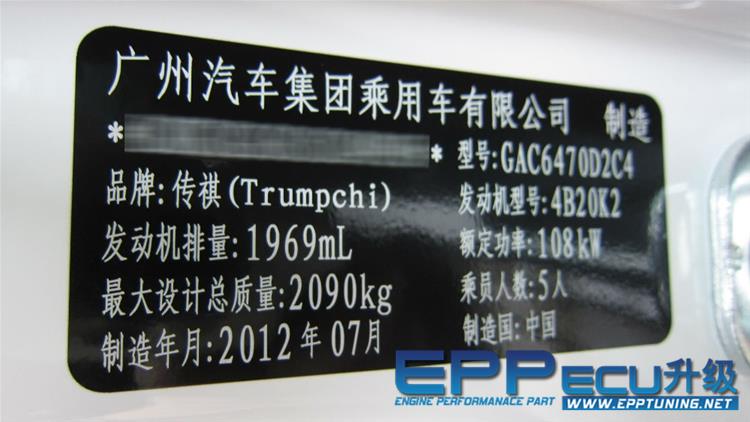 广州汽车集团乘用车有限公司 制造
* *
型号:GAC6470D2C4
品牌:传祺(Trumpchi)
发动机型号:4B20K2
发动机排量:1969mL
额定功率:108kW
最大设计总质量:2090kg
乘员人数:5人
制造年月:2012年07月
制造国:中国
EPP ECU升级
ENGINE PERFORMANACE PART
WWW.EPPTUNING.NET